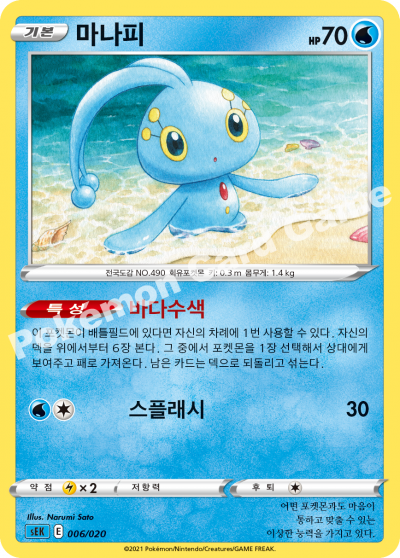 기본 마나피 HP 70
전국도감 NO.490 희유포켓몬 키: 0.3 m 몸무게: 1.4 kg
특성 바다수색
이 포켓몬이 배틀필드에 있다면 자신의 차례에 1번 사용할 수 있다. 자신의
덱을 위에서부터 6장 본다. 그 중에서 포켓몬을 1장 선택해서 상대에게
보여주고 패로 가져온다. 남은 카드는 덱으로 되돌리고 섞는다.
스플래시 30
약점 ×2 저항력 후퇴
Illus. Narumi Sato
sEK E 006/020
어떤 포켓몬과도 마음이
통하고 맞출 수 있는
이상한 능력을 가지고 있다.
©2021 Pokémon/Nintendo/Creatures/GAME FREAK.
Pokémon Card Game